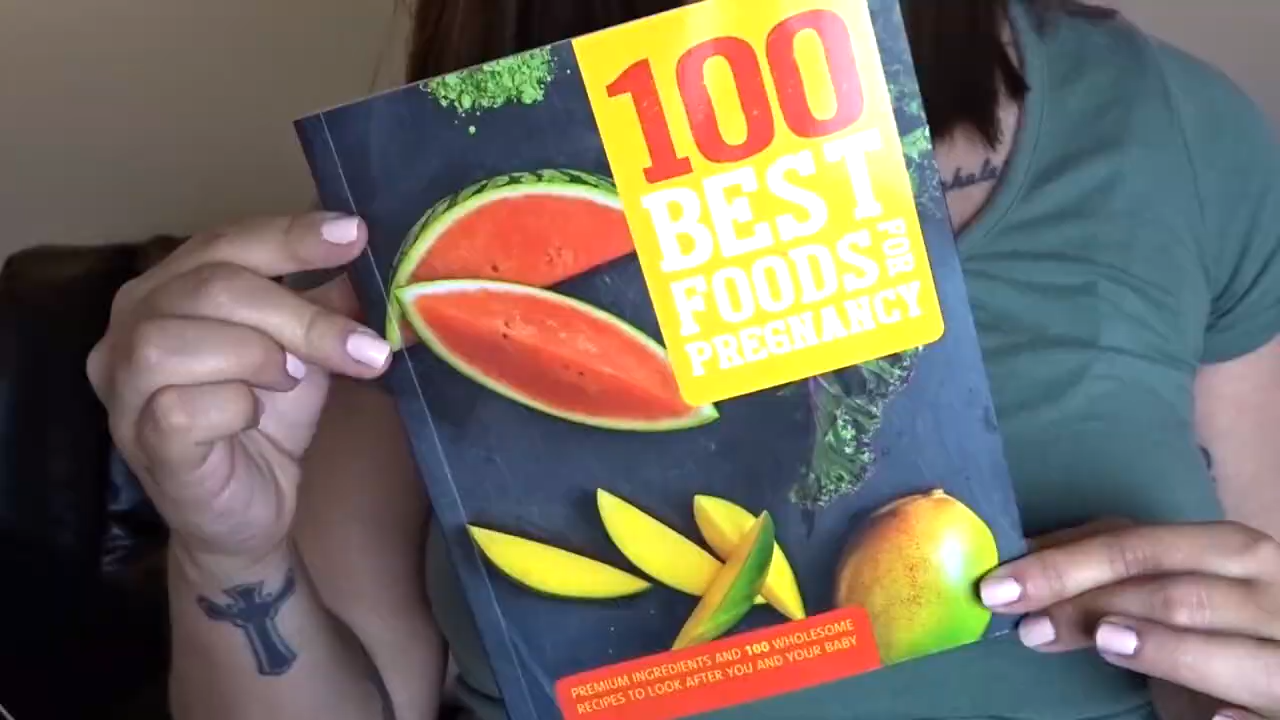 100
BEST
FOODS FOR
PREGNANCY
PREMIUM INGREDIENTS AND 100 WHOLESOME
RECIPES TO LOOK AFTER YOU AND YOUR BABY